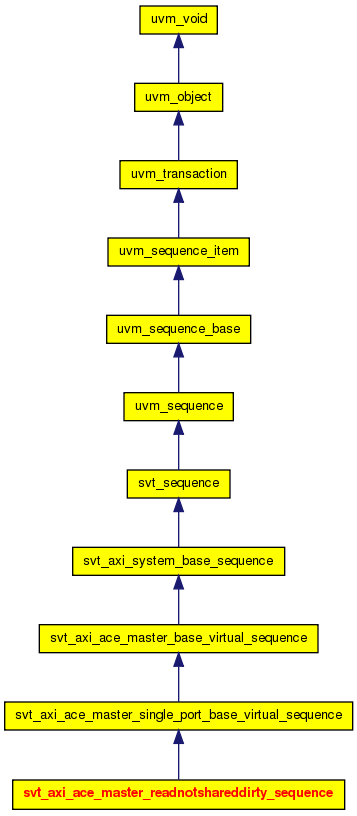 uvm_void
uvm_object
uvm_transaction
uvm_sequence_item
uvm_sequence_base
uvm_sequence
svt_sequence
svt_axi_system_base_sequence
svt_axi_ace_master_base_virtual_sequence
svt_axi_ace_master_single_port_base_virtual_sequence
svt_axi_ace_master_readnotshareddirty_sequence